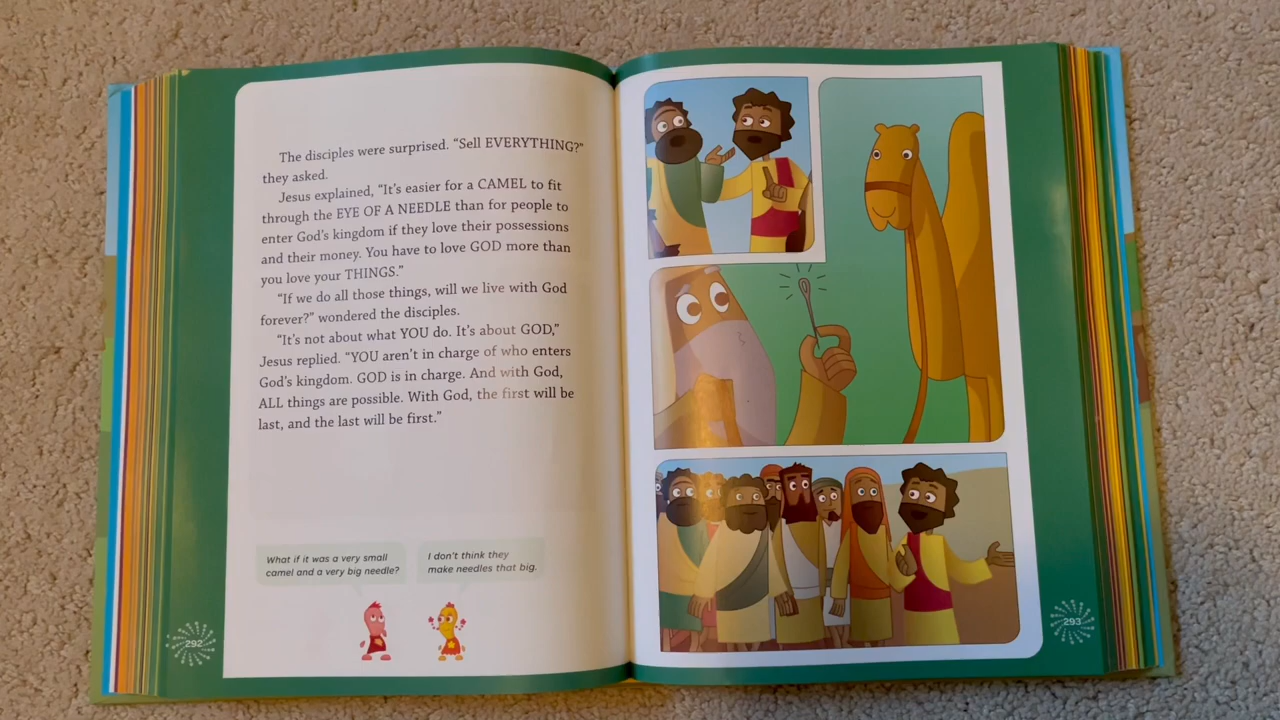 The disciples were surprised. “Sell EVERYTHING?”
they asked.
Jesus explained, “It’s easier for a CAMEL to fit
through the EYE OF A NEEDLE than for people to
enter God’s kingdom if they love their possessions
and their money. You have to love GOD more than
you love your THINGS.”
“If we do all those things, will we live with God
forever?” wondered the disciples.
“It’s not about what YOU do. It’s about GOD,”
Jesus replied. “YOU aren’t in charge of who enters
God’s kingdom. GOD is in charge. And with God,
ALL things are possible. With God, the first will be
last, and the last will be first.”
What if it was a very small
camel and a very big needle?
I don’t think they
make needles that big.
292
293